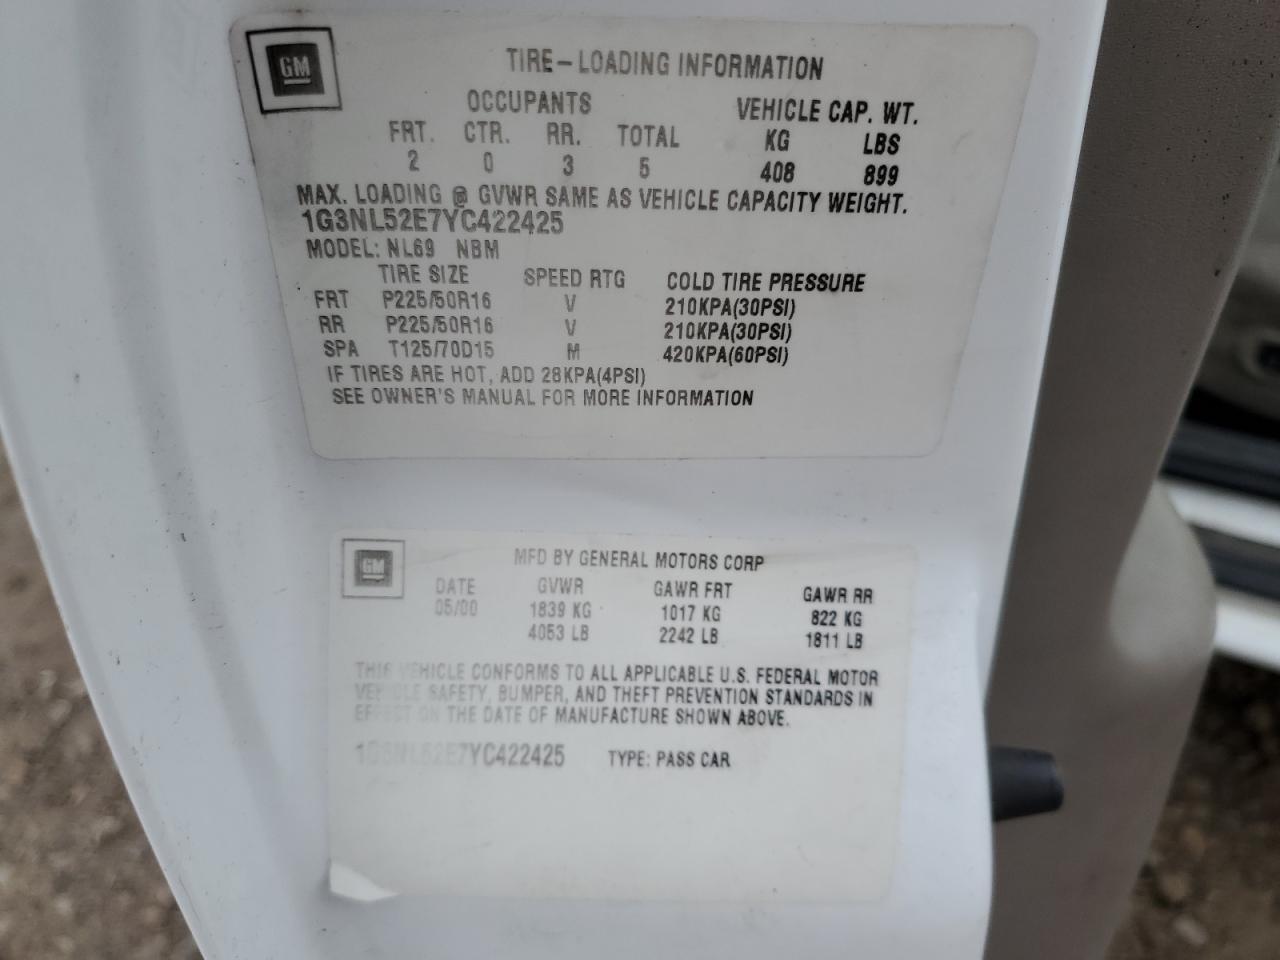 GM
TIRE-LOADING INFORMATION
OCCUPANTS VEHICLE CAP. WT.
FRT. CTR. RR. TOTAL KG LBS
2 0 3 5 408 899
MAX. LOADING @ GVWR SAME AS VEHICLE CAPACITY WEIGHT.
1G3NL52E7YC422425
MODEL: NL69 NBM
TIRE SIZE SPEED RTG COLD TIRE PRESSURE
FRT P225/50R16 V 210KPA(30PSI)
RR P225/50R16 V 210KPA(30PSI)
SPA T125/70D15 M 420KPA(60PSI)
IF TIRES ARE HOT, ADD 28KPA(4PSI)
SEE OWNER'S MANUAL FOR MORE INFORMATION
GM
MFD BY GENERAL MOTORS CORP
DATE GVWR GAWR FRT GAWR RR
05/00 1839 KG 1017 KG 822 KG
4053 LB 2242 LB 1811 LB
THIS VEHICLE CONFORMS TO ALL APPLICABLE U.S. FEDERAL MOTOR
VEHICLE SAFETY, BUMPER, AND THEFT PREVENTION STANDARDS IN
EFFECT ON THE DATE OF MANUFACTURE SHOWN ABOVE.
1G3NL52E7YC422425 TYPE: PASS CAR